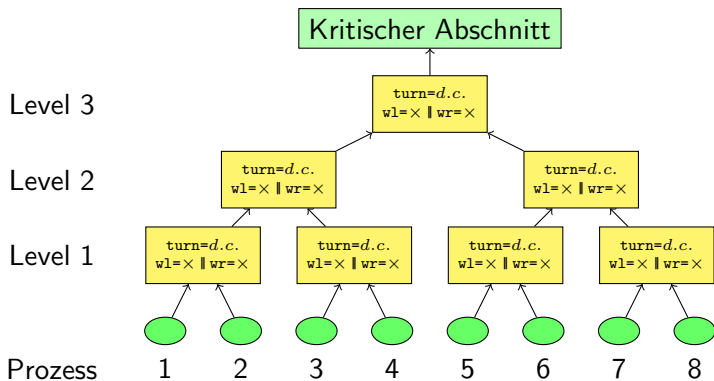 Kritischer Abschnitt
Level 3
turn=d.c.
wl=× ‖ wr=×
Level 2
turn=d.c.
wl=× ‖ wr=×
turn=d.c.
wl=× ‖ wr=×
Level 1
turn=d.c.
wl=× ‖ wr=×
turn=d.c.
wl=× ‖ wr=×
turn=d.c.
wl=× ‖ wr=×
turn=d.c.
wl=× ‖ wr=×
Prozess 1 2 3 4 5 6 7 8